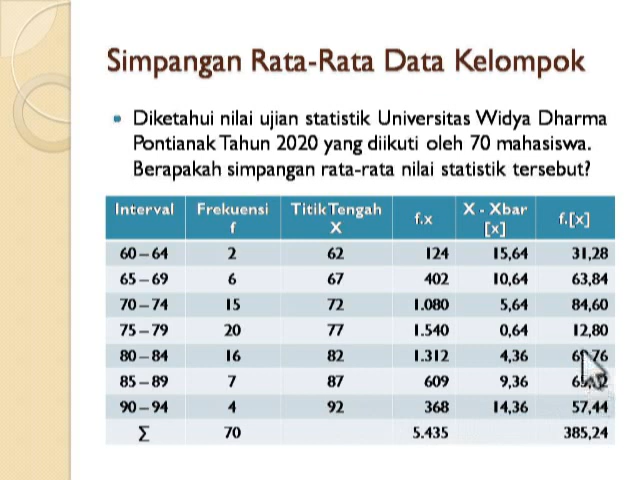 Simpangan Rata-Rata Data Kelompok
Diketahui nilai ujian statistik Universitas Widya Dharma
Pontianak Tahun 2020 yang diikuti oleh 70 mahasiswa.
Berapakah simpangan rata-rata nilai statistik tersebut?
Interval Frekuensi f Titik Tengah X f.x X - Xbar [x] f.[x]
60 – 64 2 62 124 15,64 31,28
65 – 69 6 67 402 10,64 63,84
70 – 74 15 72 1.080 5,64 84,60
75 – 79 20 77 1.540 0,64 12,80
80 – 84 16 82 1.312 4,36
85 – 89 7 87 609 9,36
90 – 94 4 92 368 14,36 57,44
∑ 70 5.435 385,24